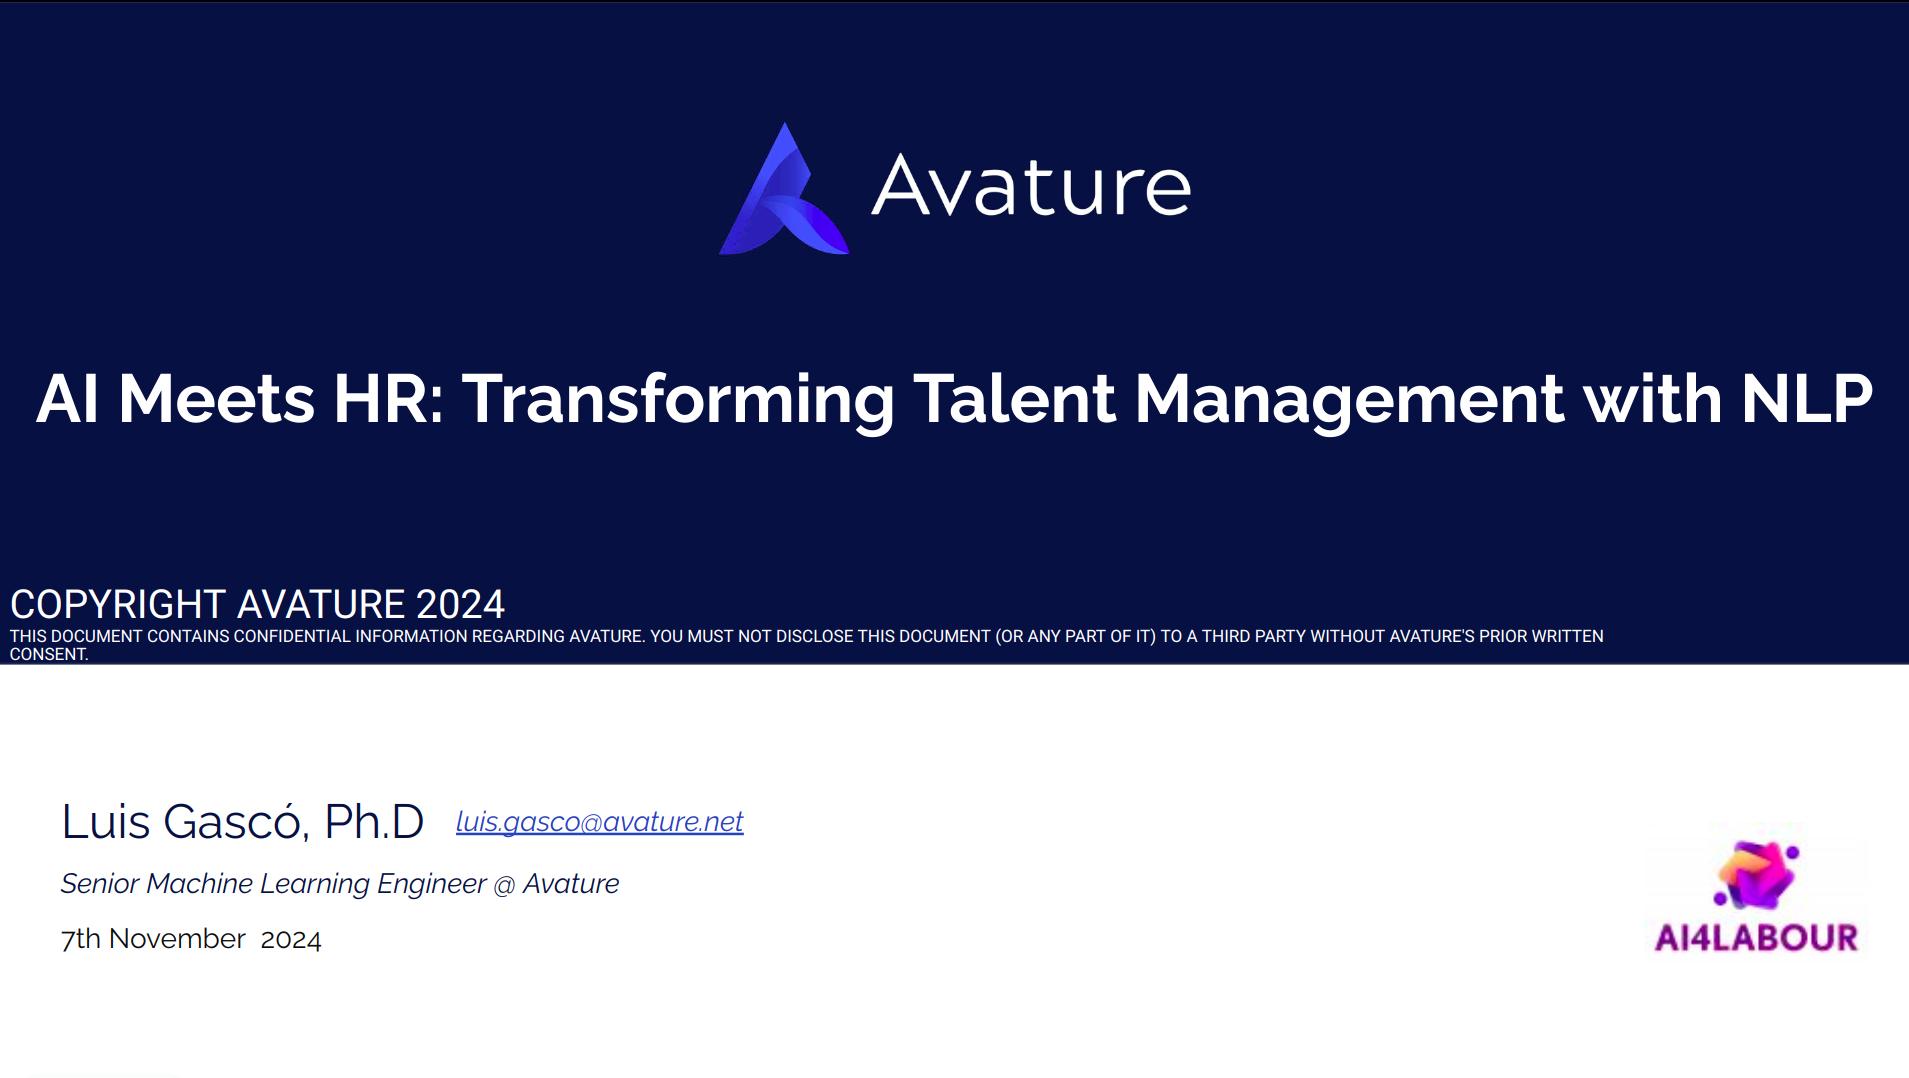 Avature
AI Meets HR: Transforming Talent Management with NLP
COPYRIGHT AVATURE 2024
THIS DOCUMENT CONTAINS CONFIDENTIAL INFORMATION REGARDING AVATURE. YOU MUST NOT DISCLOSE THIS DOCUMENT (OR ANY PART OF IT) TO A THIRD PARTY WITHOUT AVATURE'S PRIOR WRITTEN
CONSENT.
Luis Gascó, Ph.D luis.gasco@avature.net
Senior Machine Learning Engineer @ Avature
7th November 2024
AI4LABOUR